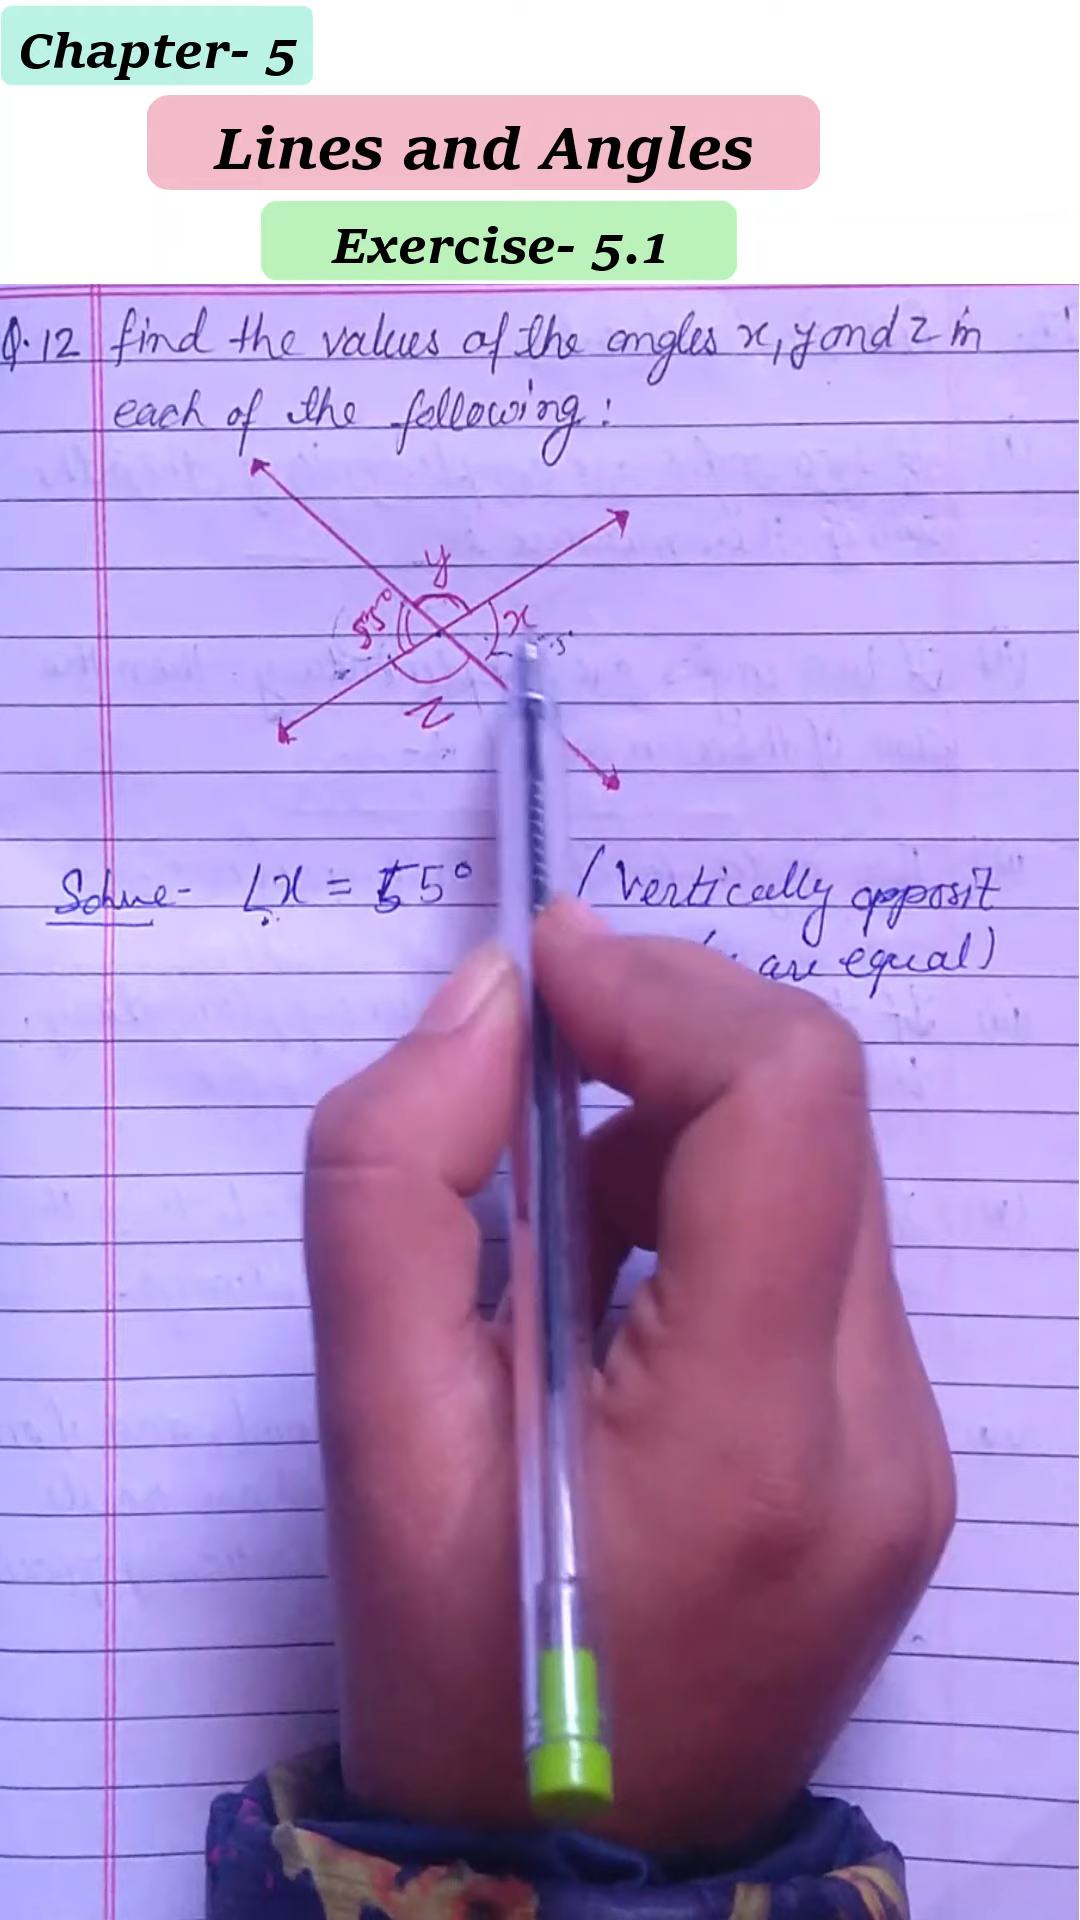 Chapter- 5
Lines and Angles
Exercise- 5.1
Q.12 find the values of the angles x, y and z in
each of the following:
y
55°
x
z
Solve- ∠x = 55° (Vertically opposit
are equal)